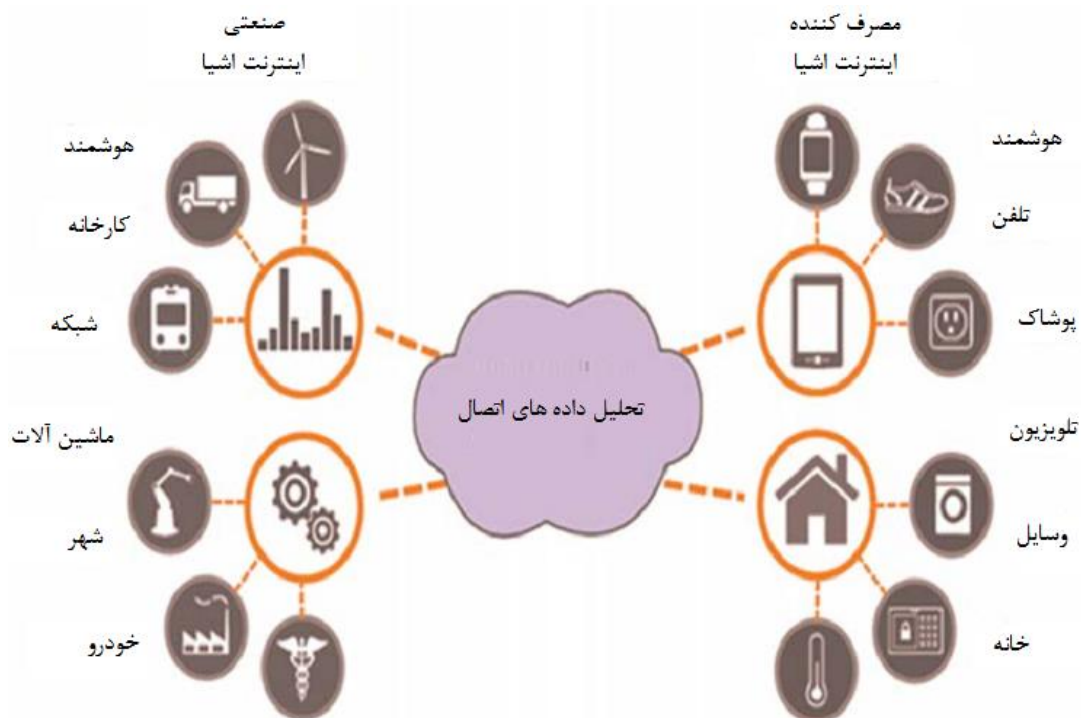 مصرف کننده
اینترنت اشیا
هوشمند
تلفن
پوشاک
تلویزیون
وسایل
خانه
صنعتی
اینترنت اشیا
هوشمند
کارخانه
شبکه
ماشین آلات
شهر
خودرو
تحلیل داده های اتصال